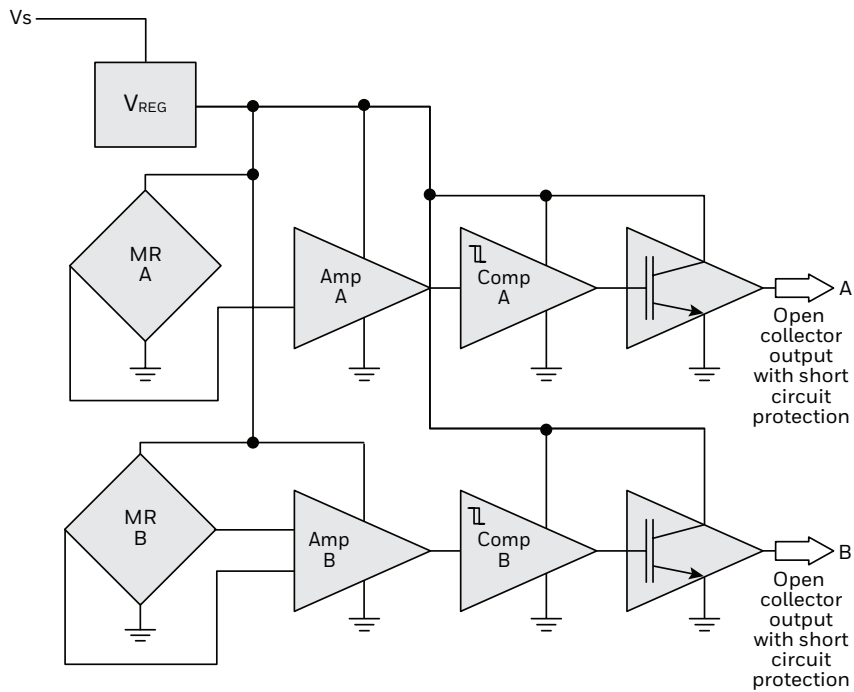 Vs
VREG
MR
A
Amp
A
Comp
A
A
Open
collector
output
with short
circuit
protection
MR
B
Amp
B
Comp
B
B
Open
collector
output
with short
circuit
protection